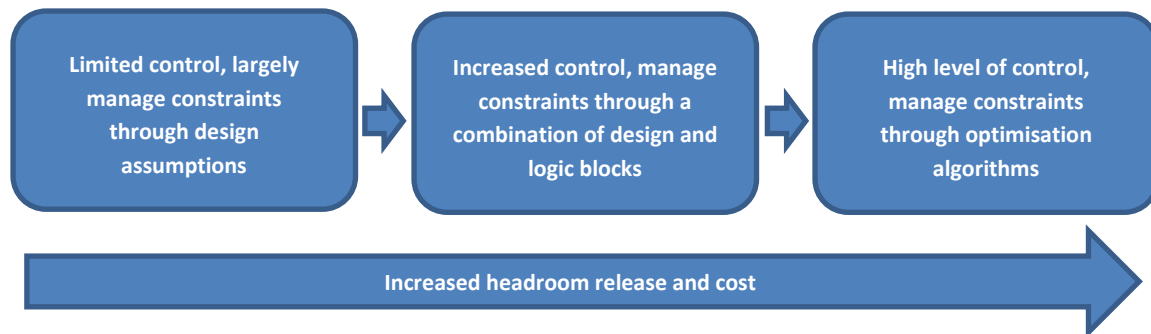 Limited control, largely
manage constraints
through design
assumptions
Increased control, manage
constraints through a
combination of design and
logic blocks
High level of control,
manage constraints
through optimisation
algorithms
Increased headroom release and cost